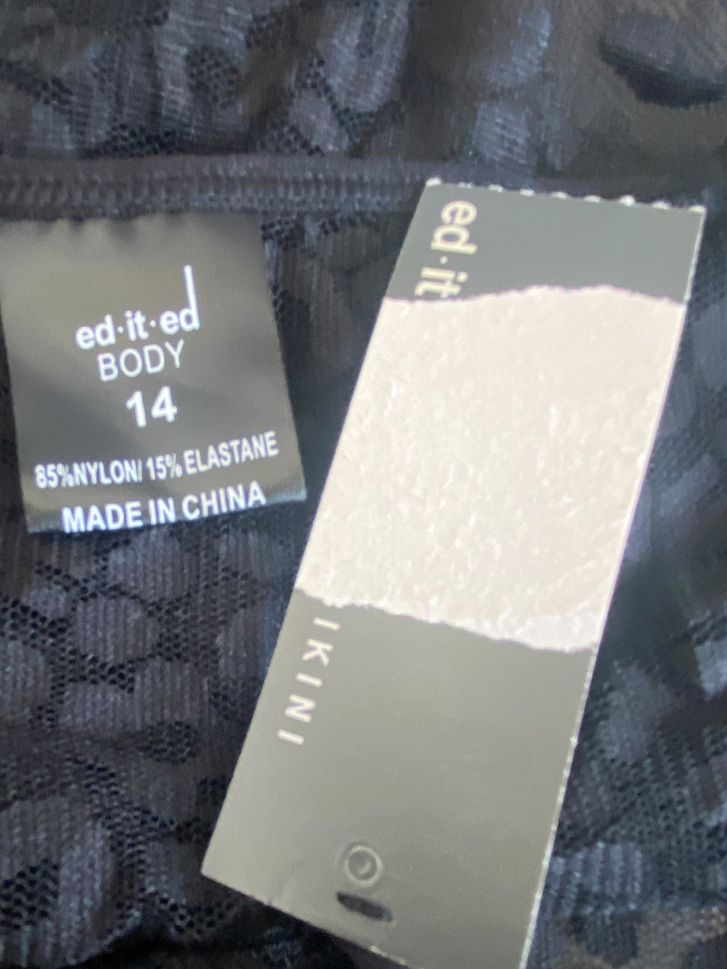 ed·it·ed
BODY
14
85%NYLON/ 15% ELASTANE
MADE IN CHINA
ed·it
IKINI